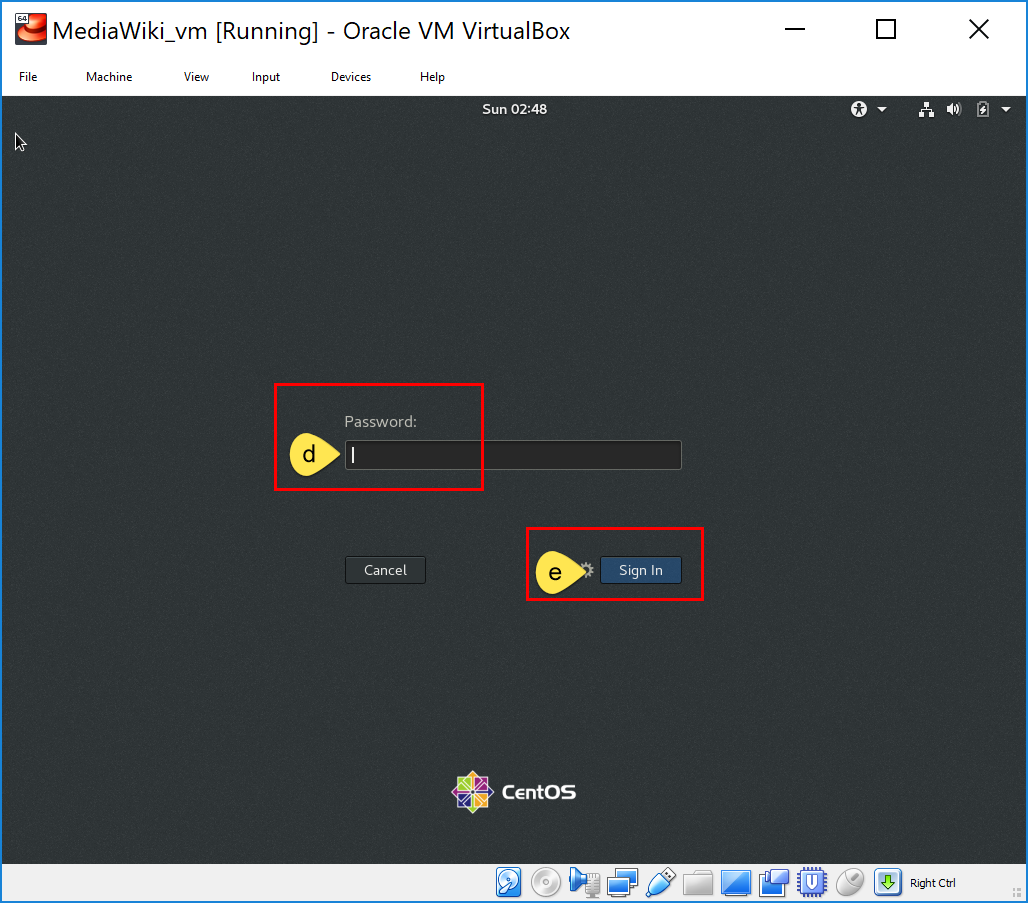 64
MediaWiki_vm [Running] - Oracle VM VirtualBox
File Machine View Input Devices Help
Sun 02:48
Password:
d
Cancel
e
Sign In
CentOS
Right Ctrl